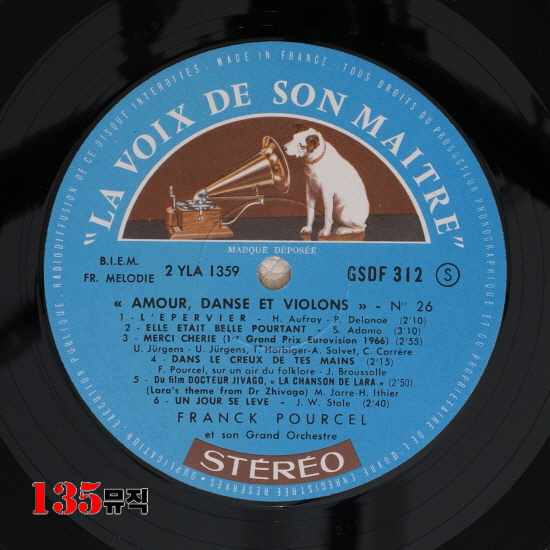 REPRODUCTION EXECUTION PUBLIQUE - RADIODIFFUSION DE CE DISQUE INTERDITES - MADE IN FRANCE - TOUS DROITS DU PRODUCTEUR PHONOGRAPHIQUE ET DU PROPRIETAIRE DE L'ŒUVRE ENREGISTREE RESERVES - DUPLICATION
"LA VOIX DE SON MAITRE"
MARQUE DÉPOSÉE
B.I.E.M.
FR. MELODIE
2 YLA 1359
GSDF 312 S
« AMOUR, DANSE ET VIOLONS » - N° 26
1 - L'EPERVIER - H. Aufray - P. Delanoë (2'10)
2 - ELLE ETAIT BELLE POURTANT - S. Adamo (3'10)
3 - MERCI CHERIE (1er Grand Prix Eurovision 1966) (2'55)
U. Jürgens - U. Jürgens, T. Hörbiger-A. Salvet, C. Carrère
4 - DANS LE CREUX DE TES MAINS (2'15)
F. Pourcel, sur un air du folklore - J. Broussolle
5 - Du film DOCTEUR JIVAGO, « LA CHANSON DE LARA » (2'50)
(Lara's theme from Dr Zhivago) M. Jarre-H. Ithier
6 - UN JOUR SE LEVE - J. W. Stole (2'40)
FRANCK POURCEL
et son Grand Orchestre
STÉRÉO
135뮤직